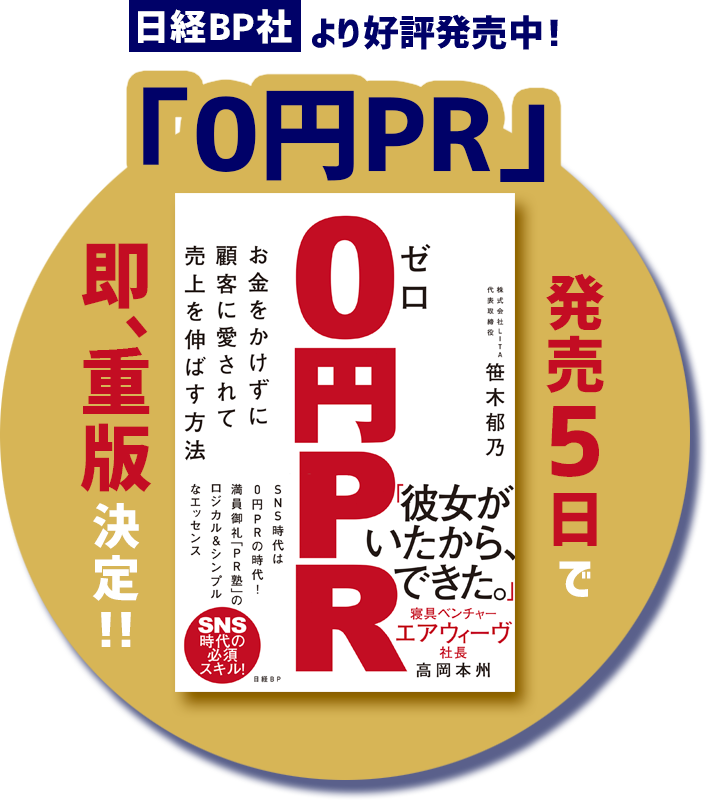 日経BP社 より好評発売中!
「0円PR」
発売5日で
即、重版決定!!
ゼロ
0円PR
株式会社LITA
代表取締役
笹木郁乃
お金をかけずに
顧客に愛されて
売上を伸ばす方法
「彼女が
いたから、
できた。」
寝具ベンチャー
エアウィーヴ
社長
高岡本州
SNS時代は
0円PRの時代!
満員御礼「PR塾」の
ロジカル&シンプル
なエッセンス
SNS
時代の
必須
スキル!
日経BP